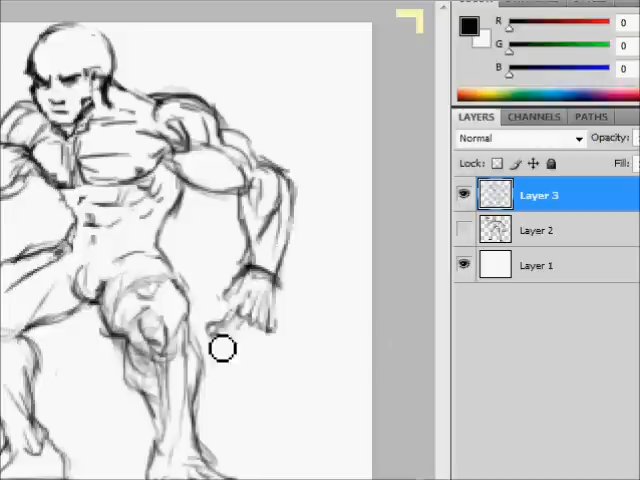 R 0
G 0
B 0
LAYERS CHANNELS PATHS
Normal Opacity:
Lock: Fill:
Layer 3
Layer 2
Layer 1